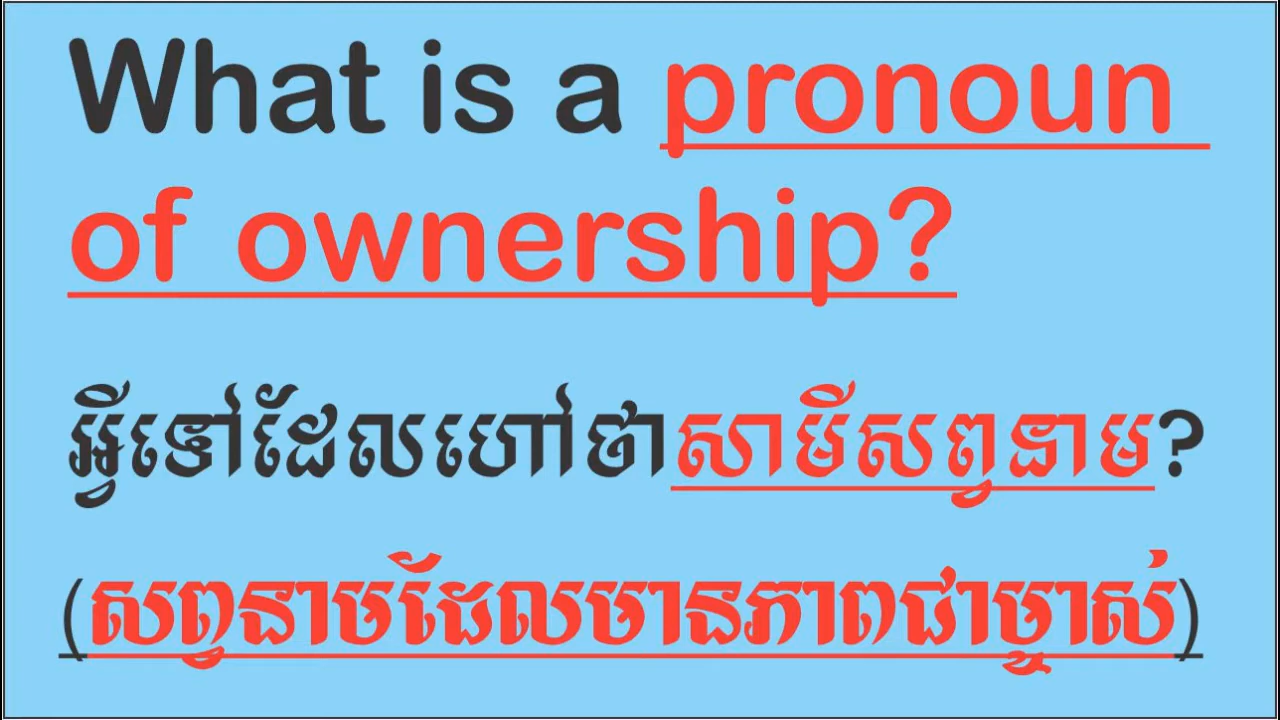 What is a pronoun
of ownership?
អ្វីទៅដែលហៅថាសាមីសព្វនាម?
(សព្វនាមដែលមានភាពជាម្ចាស់)